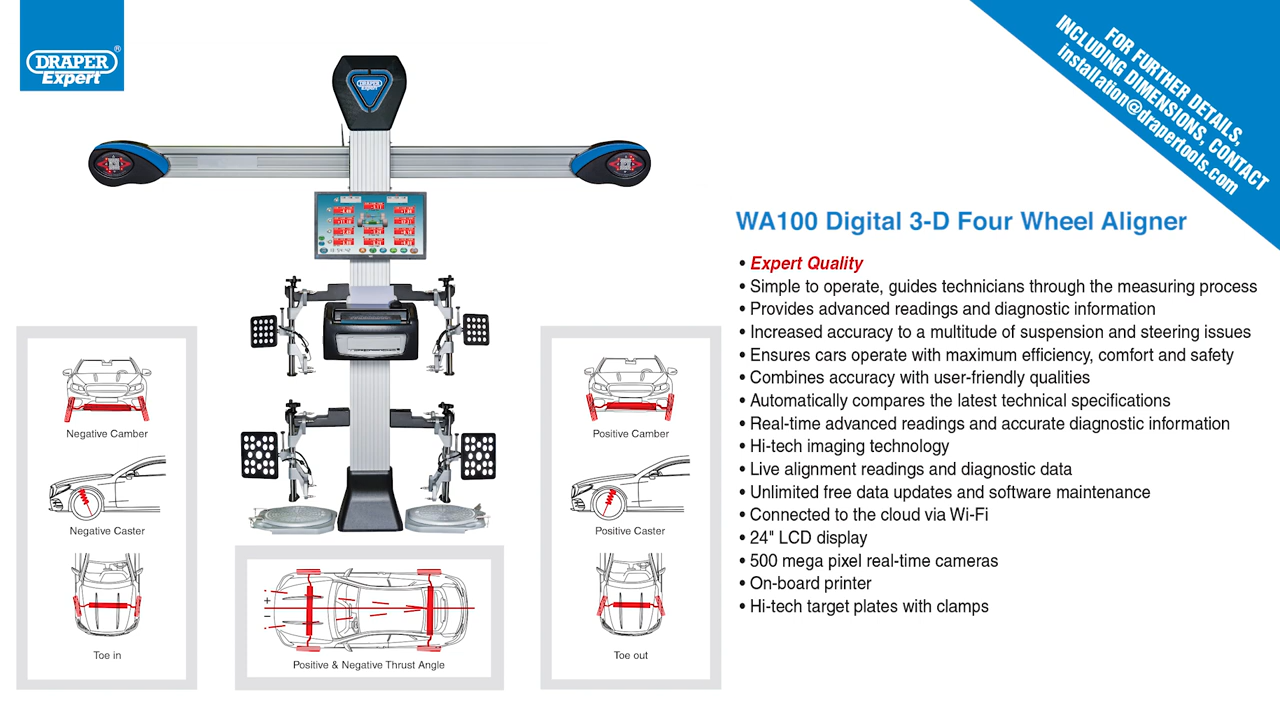 DRAPER®
Expert
DRAPER
Expert
FOR FURTHER DETAILS,
INCLUDING DIMENSIONS, CONTACT
installation@drapertools.com
WA100 Digital 3-D Four Wheel Aligner
• Expert Quality
• Simple to operate, guides technicians through the measuring process
• Provides advanced readings and diagnostic information
• Increased accuracy to a multitude of suspension and steering issues
• Ensures cars operate with maximum efficiency, comfort and safety
• Combines accuracy with user-friendly qualities
• Automatically compares the latest technical specifications
• Real-time advanced readings and accurate diagnostic information
• Hi-tech imaging technology
• Live alignment readings and diagnostic data
• Unlimited free data updates and software maintenance
• Connected to the cloud via Wi-Fi
• 24" LCD display
• 500 mega pixel real-time cameras
• On-board printer
• Hi-tech target plates with clamps
Negative Camber
Negative Caster
Toe in
+
−
Positive & Negative Thrust Angle
Positive Camber
Positive Caster
Toe out